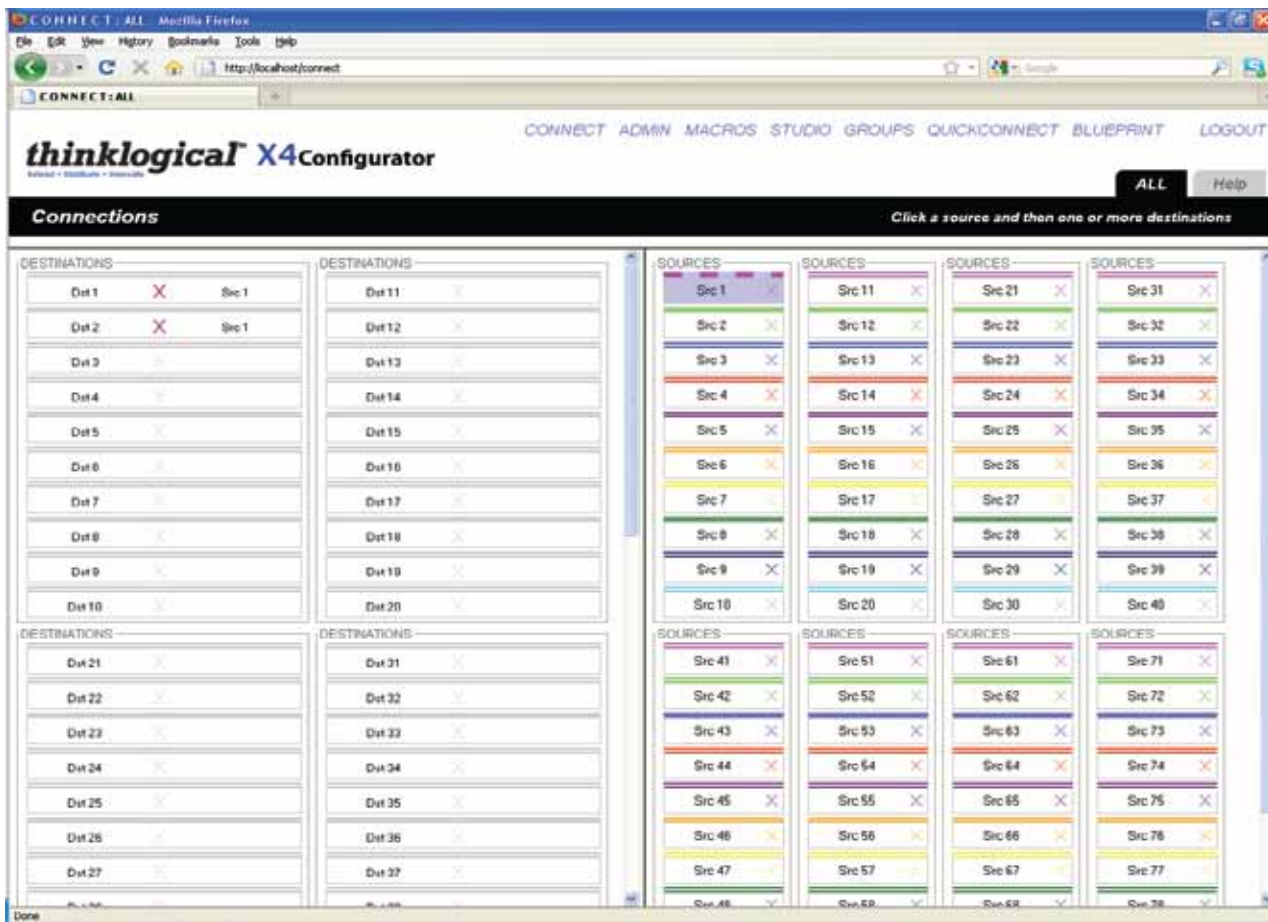 CONNECT: ALL Mozilla Firefox
File Edit View History Bookmarks Tools Help
http://localhost/connect
Google
CONNECT: ALL
CONNECT ADMIN MACROS STUDIO GROUPS QUICKCONNECT BLUEPRINT LOGOUT
thinklogical™ X4Configurator
ALL Help
Connections
Click a source and then one or more destinations
DESTINATIONS
Dst 1 X Src 1
Dst 2 X Src 1
Dst 3
Dst 4
Dst 5
Dst 6
Dst 7
Dst 8
Dst 9
Dst 10
DESTINATIONS
Dst 11
Dst 12
Dst 13
Dst 14
Dst 15
Dst 16
Dst 17
Dst 18
Dst 19
Dst 20
DESTINATIONS
Dst 21
Dst 22
Dst 23
Dst 24
Dst 25
Dst 26
Dst 27
DESTINATIONS
Dst 31
Dst 32
Dst 33
Dst 34
Dst 35
Dst 36
Dst 37
SOURCES
Src 1
Src 2
Src 3
Src 4
Src 5
Src 6
Src 7
Src 8
Src 9
Src 10
SOURCES
Src 11
Src 12
Src 13
Src 14
Src 15
Src 16
Src 17
Src 18
Src 19
Src 20
SOURCES
Src 21
Src 22
Src 23
Src 24
Src 25
Src 26
Src 27
Src 28
Src 29
Src 30
SOURCES
Src 31
Src 32
Src 33
Src 34
Src 35
Src 36
Src 37
Src 38
Src 39
Src 40
SOURCES
Src 41
Src 42
Src 43
Src 44
Src 45
Src 46
Src 47
Src 48
SOURCES
Src 51
Src 52
Src 53
Src 54
Src 55
Src 56
Src 57
Src 58
SOURCES
Src 61
Src 62
Src 63
Src 64
Src 65
Src 66
Src 67
Src 68
SOURCES
Src 71
Src 72
Src 73
Src 74
Src 75
Src 76
Src 77
Src 78
Done